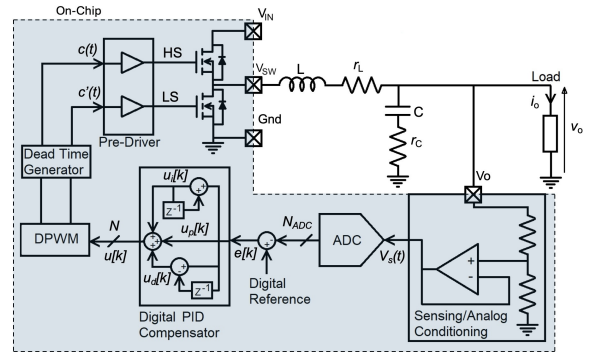 On-Chip
V_IN
c(t)
HS
V_SW
L
r_L
Load
c'(t)
LS
C
i_o
v_o
Gnd
r_C
Pre-Driver
Dead Time
Generator
u_i[k]
Vo
z^-1
+
+
DPWM
N
u[k]
u_p[k]
+
+
+
e[k]
+
+
N_ADC
ADC
V_s(t)
+
-
u_d[k]
+
-
z^-1
Digital
Reference
Digital PID
Compensator
Sensing/Analog
Conditioning